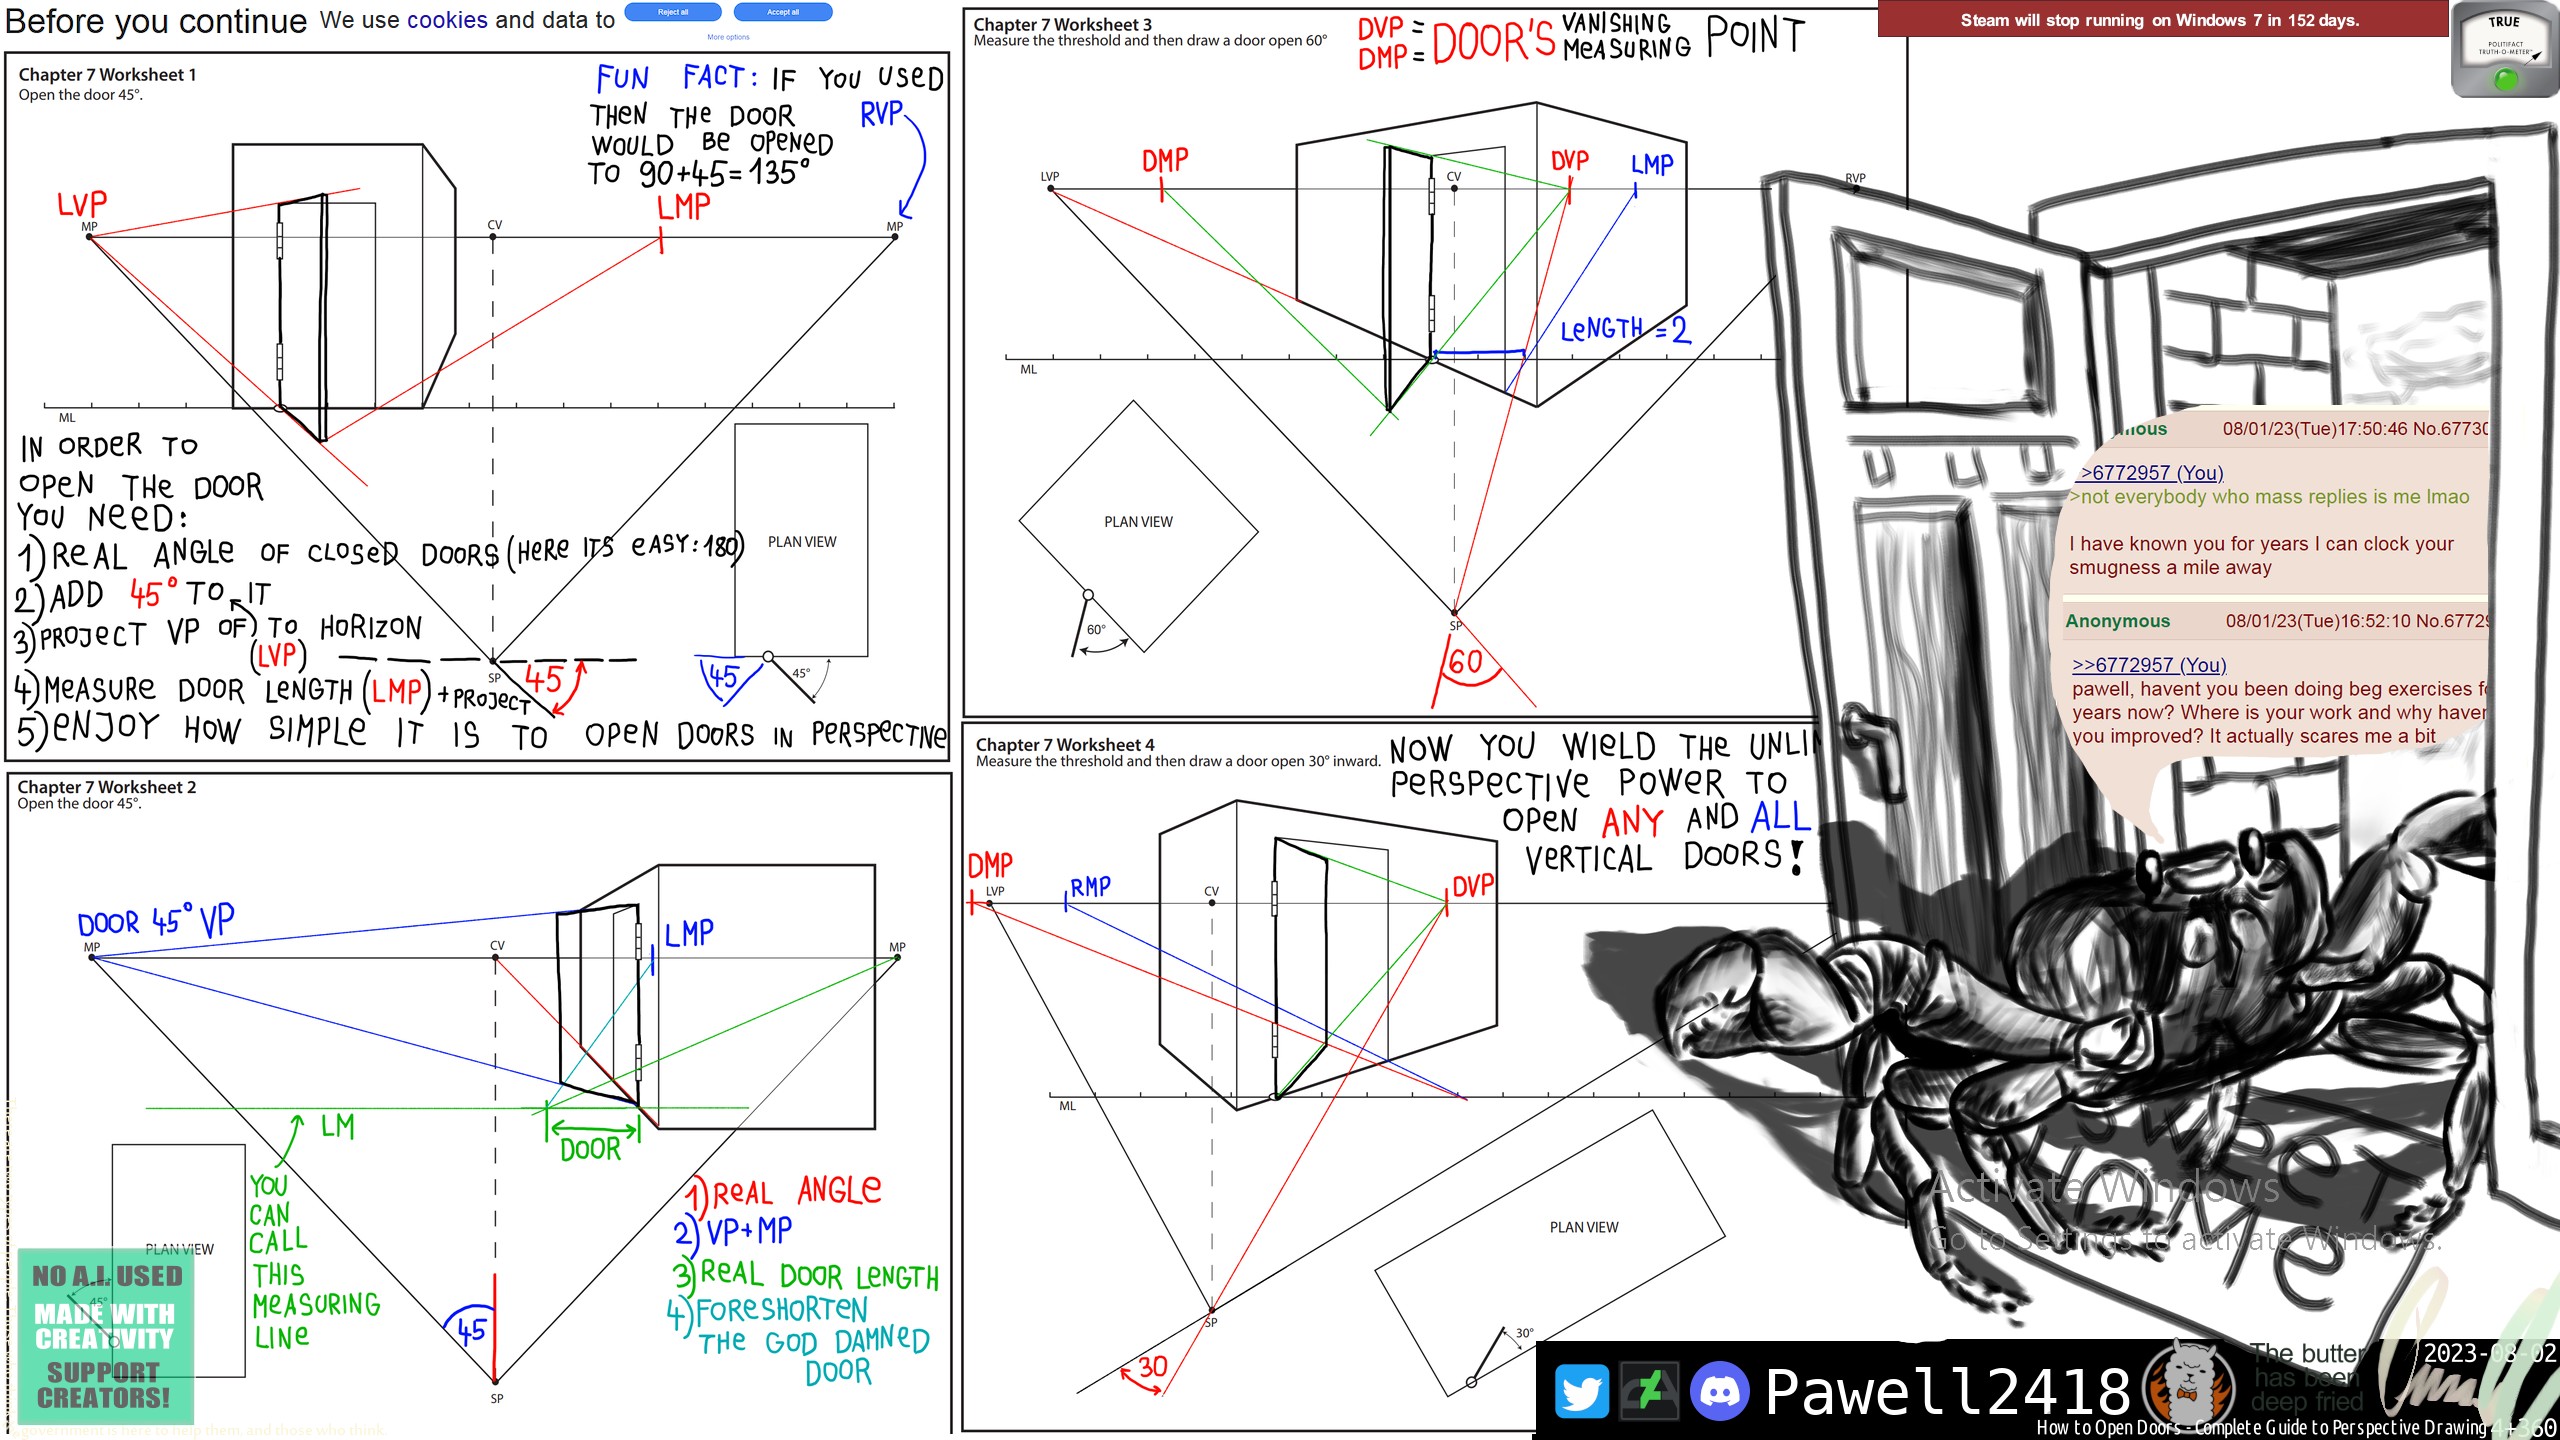 Before you continue We use cookies and data to
Reject all
Accept all
More options
Chapter 7 Worksheet 1
Open the door 45°.
FUN FACT: IF YOU USED
THEN THE DOOR RVP
WOULD BE OPENED
TO 90+45=135°
LVP
MP
CV
LMP
MP
ML
IN ORDER TO
OPEN THE DOOR
YOU NEED:
1) REAL ANGLE OF CLOSED DOORS (HERE ITS EASY: 180)
2) ADD 45° TO IT
3) PROJECT VP OF) TO HORIZON
(LVP)
4) MEASURE DOOR LENGTH (LMP) + PROJECT
5) ENJOY HOW SIMPLE IT IS TO OPEN DOORS IN PERSPECTIVE
SP
45
PLAN VIEW
45
45°
Chapter 7 Worksheet 2
Open the door 45°.
DOOR 45° VP
MP
CV
LMP
MP
LM
DOOR
YOU
CAN
CALL
THIS
MEASURING
LINE
PLAN VIEW
45°
45
SP
1) REAL ANGLE
2) VP+MP
3) REAL DOOR LENGTH
4) FORESHORTEN
THE GOD DAMNED
DOOR
NO A.I. USED
MADE WITH
CREATIVITY
SUPPORT
CREATORS!
government is here to help them, and those who think.
Chapter 7 Worksheet 3
Measure the threshold and then draw a door open 60°
DVP = DOOR'S VANISHING POINT
DMP = MEASURING
LVP
DMP
CV
DVP
LMP
RVP
LENGTH = 2
ML
PLAN VIEW
60°
SP
60
Chapter 7 Worksheet 4
Measure the threshold and then draw a door open 30° inward.
NOW YOU WIELD THE UNLI
PERSPECTIVE POWER TO
OPEN ANY AND ALL
VERTICAL DOORS!
DMP
LVP
RMP
CV
DVP
ML
PLAN VIEW
30°
SP
30
Steam will stop running on Windows 7 in 152 days.
TRUE
POLITIFACT
TRUTH-O-METER™
08/01/23(Tue)17:50:46 No.67730
>>6772957 (You)
>not everybody who mass replies is me lmao
I have known you for years I can clock your
smugness a mile away
Anonymous 08/01/23(Tue)16:52:10 No.6772
>>6772957 (You)
pawell, havent you been doing beg exercises f
years now? Where is your work and why haven
you improved? It actually scares me a bit
SWEET
HOME
Activate Windows
Go to Settings to activate Windows.
Pawell2418
The butter
has been
deep fried
2023-08-02
How to Open Doors - Complete Guide to Perspective Drawing 4+360